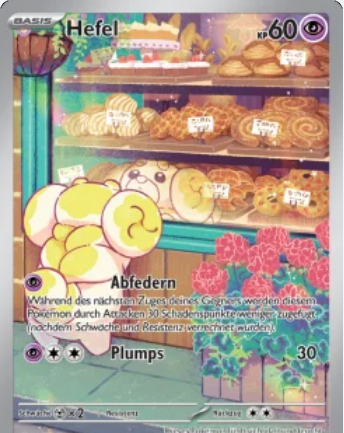 BASIS Hefel KP60
Abfedern
Während des nächsten Zuges deines Gegners werden diesem
Pokémon durch Attacken 30 Schadenspunkte weniger zugefügt
(nachdem Schwäche und Resistenz verrechnet wurden).
Plumps 30
Schwäche ×2 Resistenz Rückzug